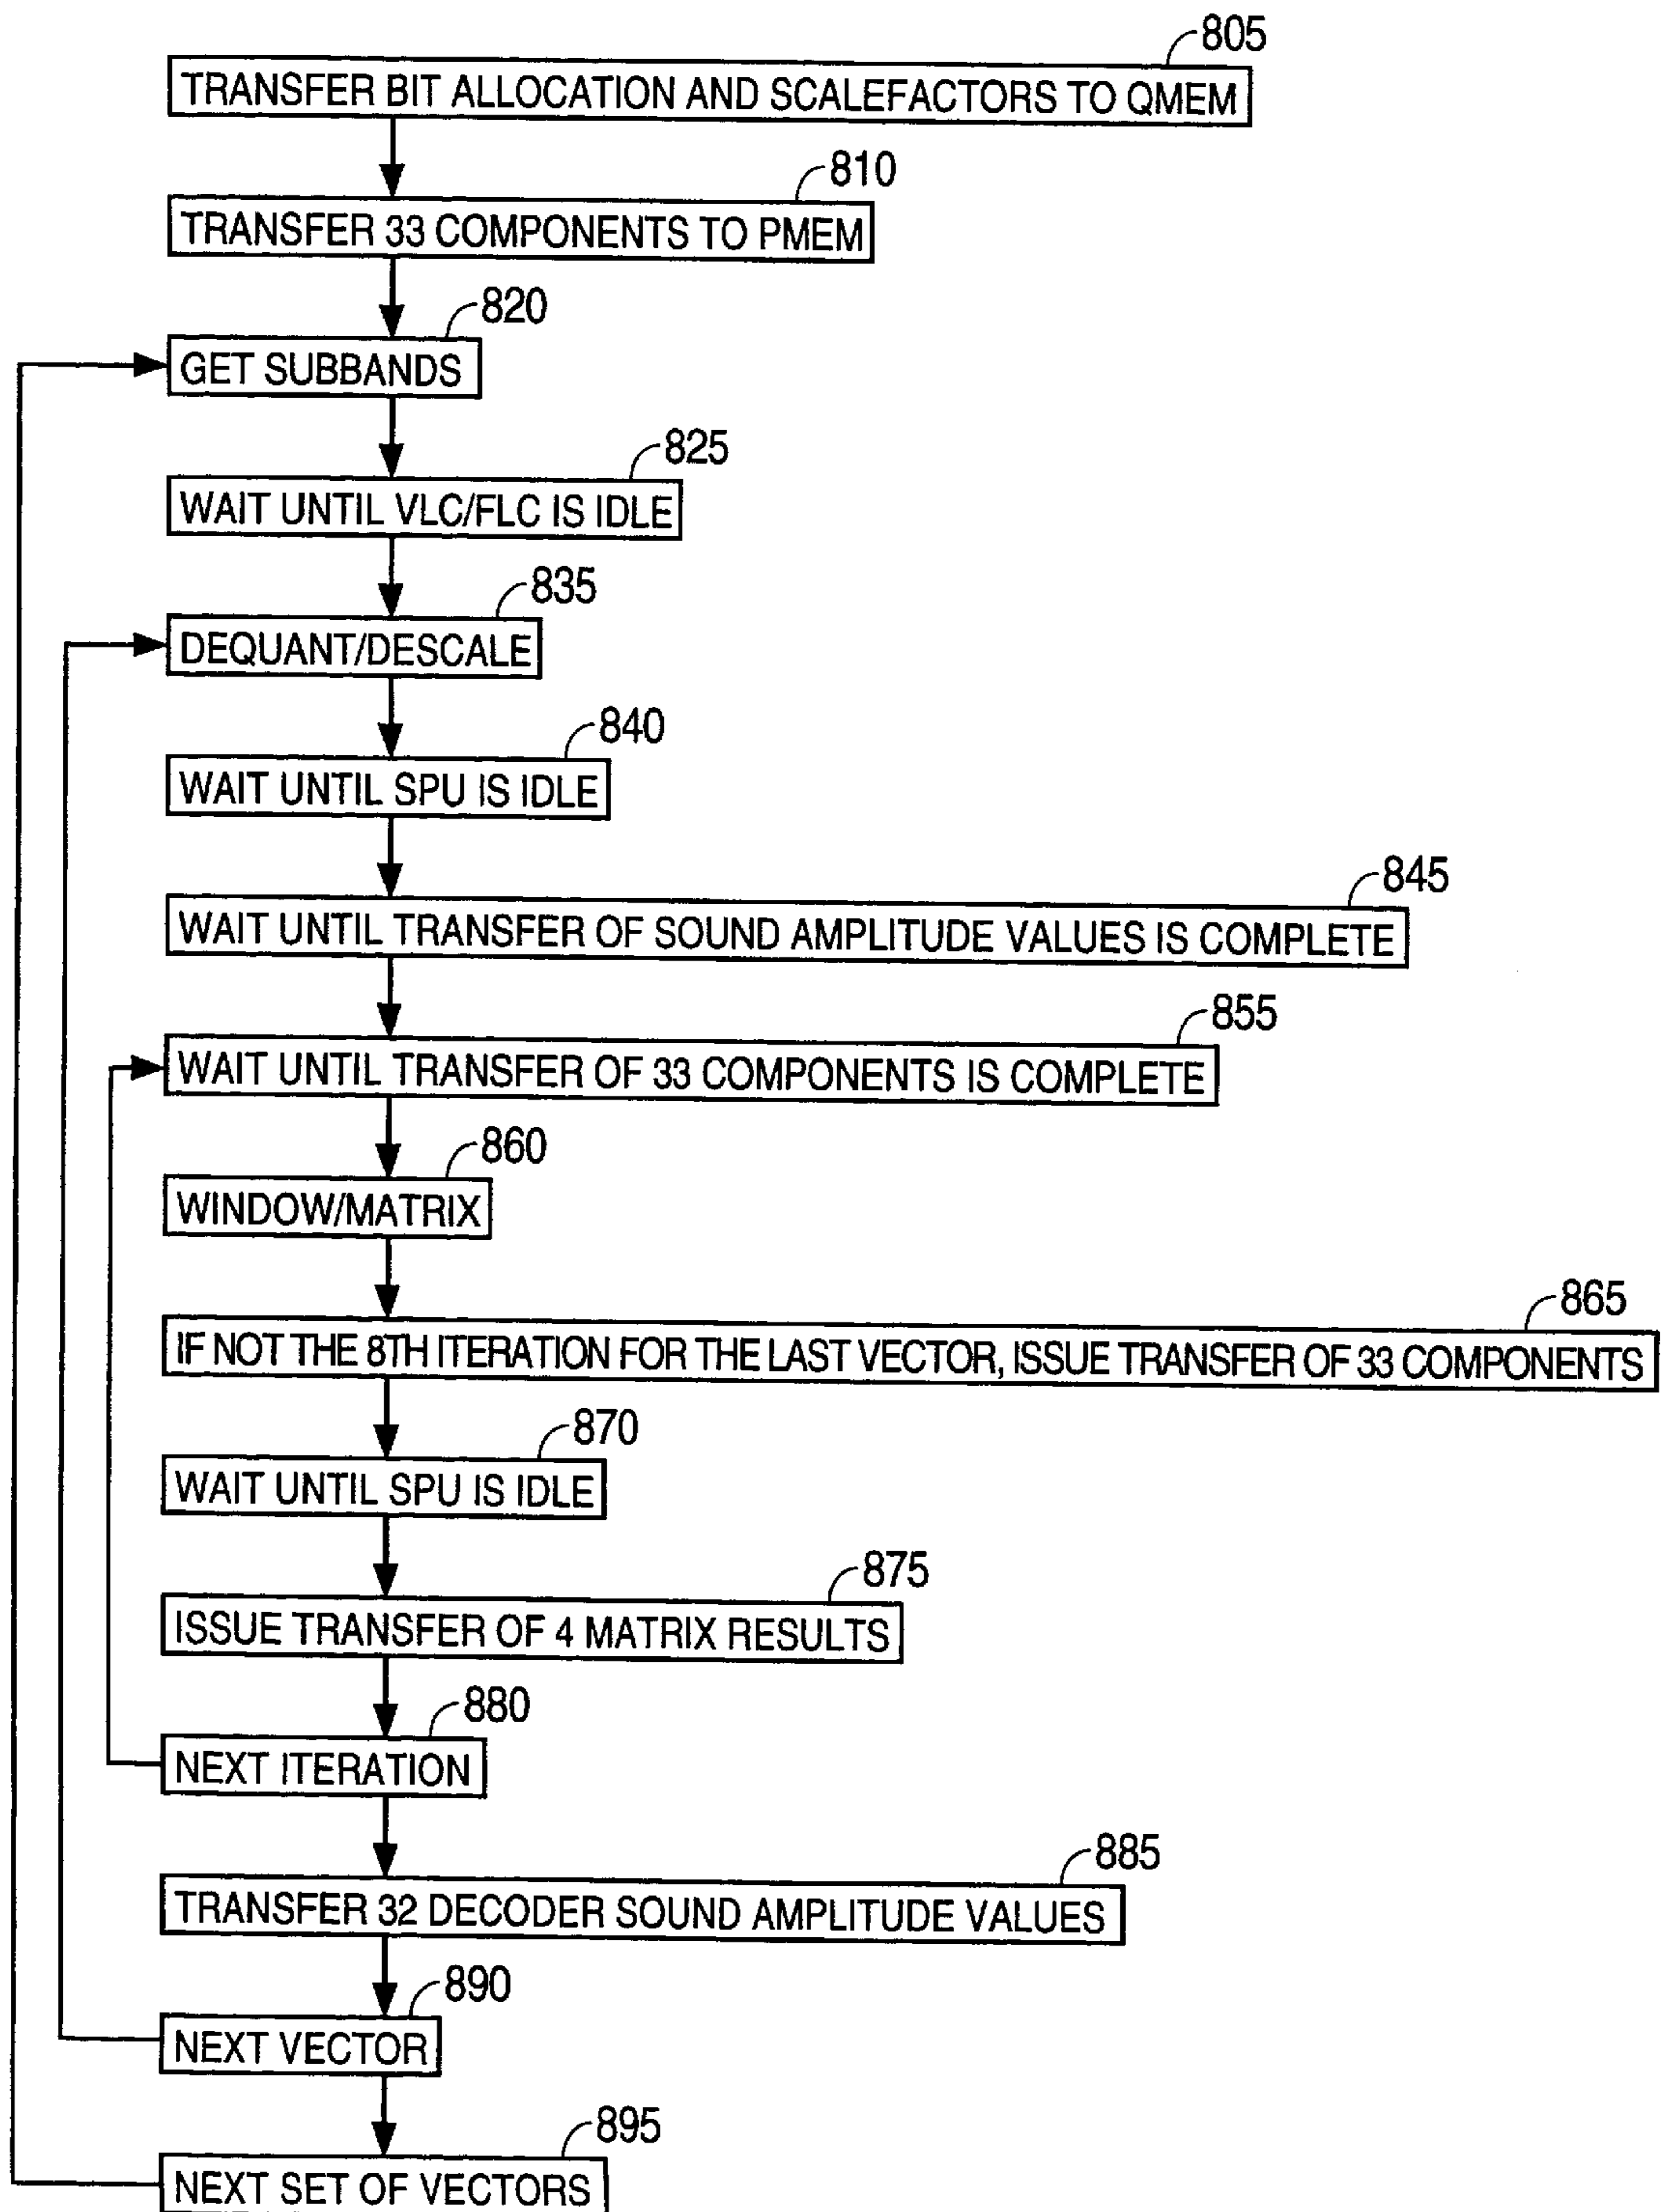 805
TRANSFER BIT ALLOCATION AND SCALEFACTORS TO QMEM
810
TRANSFER 33 COMPONENTS TO PMEM
820
GET SUBBANDS
825
WAIT UNTIL VLC/FLC IS IDLE
835
DEQUANT/DESCALE
840
WAIT UNTIL SPU IS IDLE
845
WAIT UNTIL TRANSFER OF SOUND AMPLITUDE VALUES IS COMPLETE
855
WAIT UNTIL TRANSFER OF 33 COMPONENTS IS COMPLETE
860
WINDOW/MATRIX
865
IF NOT THE 8TH ITERATION FOR THE LAST VECTOR, ISSUE TRANSFER OF 33 COMPONENTS
870
WAIT UNTIL SPU IS IDLE
875
ISSUE TRANSFER OF 4 MATRIX RESULTS
880
NEXT ITERATION
885
TRANSFER 32 DECODER SOUND AMPLITUDE VALUES
890
NEXT VECTOR
895
NEXT SET OF VECTORS